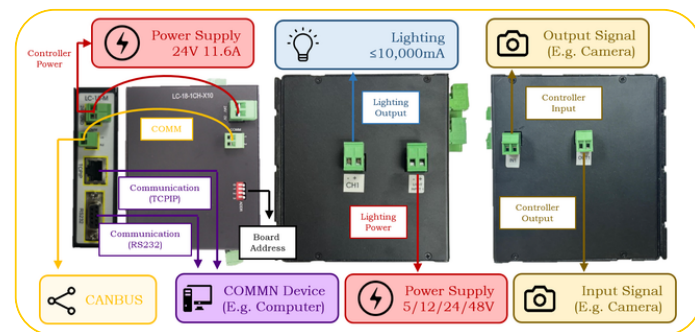 Controller
Power
Power Supply
24V 11.6A
Lighting
≤10,000mA
Output Signal
(E.g. Camera)
LC-18-1CH-X10
COMM
Lighting
Output
Controller
Input
CH1
Communication
(TCPIP)
Lighting
Power
Controller
Output
Communication
(RS232)
Board
Address
CANBUS
COMMN Device
(E.g. Computer)
Power Supply
5/12/24/48V
Input Signal
(E.g. Camera)